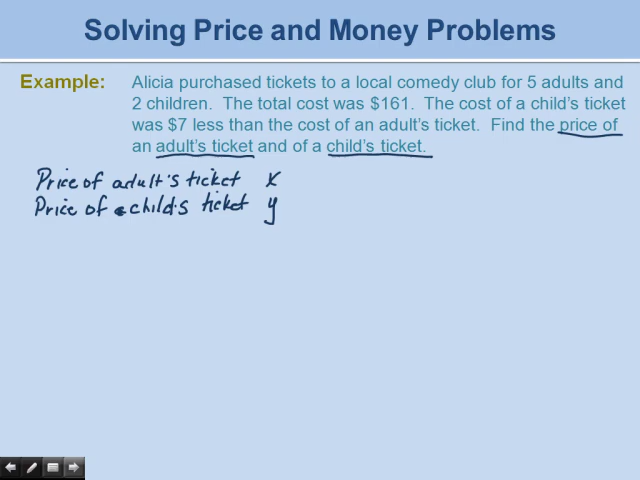 Solving Price and Money Problems
Example: Alicia purchased tickets to a local comedy club for 5 adults and
2 children. The total cost was $161. The cost of a child's ticket
was $7 less than the cost of an adult's ticket. Find the price of
an adult's ticket and of a child's ticket.
Price of adult's ticket x
Price of child's ticket y